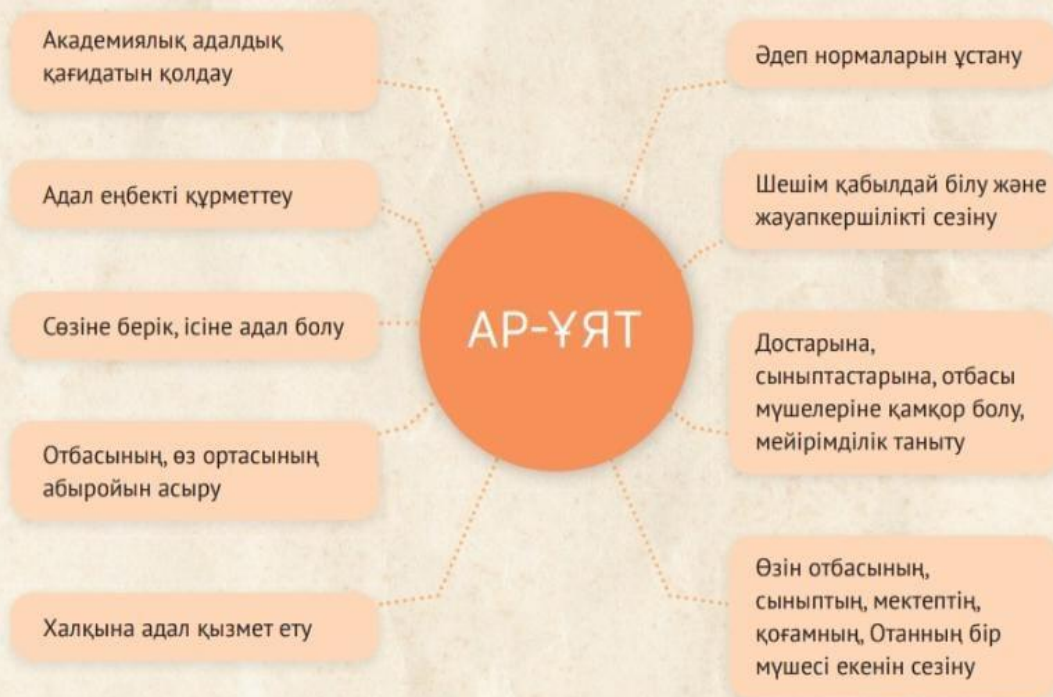 Академиялық адалдық
қағидатын қолдау
Адал еңбекті құрметтеу
Сөзіне берік, ісіне адал болу
Отбасының, өз ортасының
абыройын асыру
Халқына адал қызмет ету
АР-ҰЯТ
Әдеп нормаларын ұстану
Шешім қабылдай білу және
жауапкершілікті сезіну
Достарына,
сыныптастарына, отбасы
мүшелеріне қамқор болу,
мейірімділік таныту
Өзін отбасының,
сыныптың, мектептің,
қоғамның, Отанның бір
мүшесі екенін сезіну